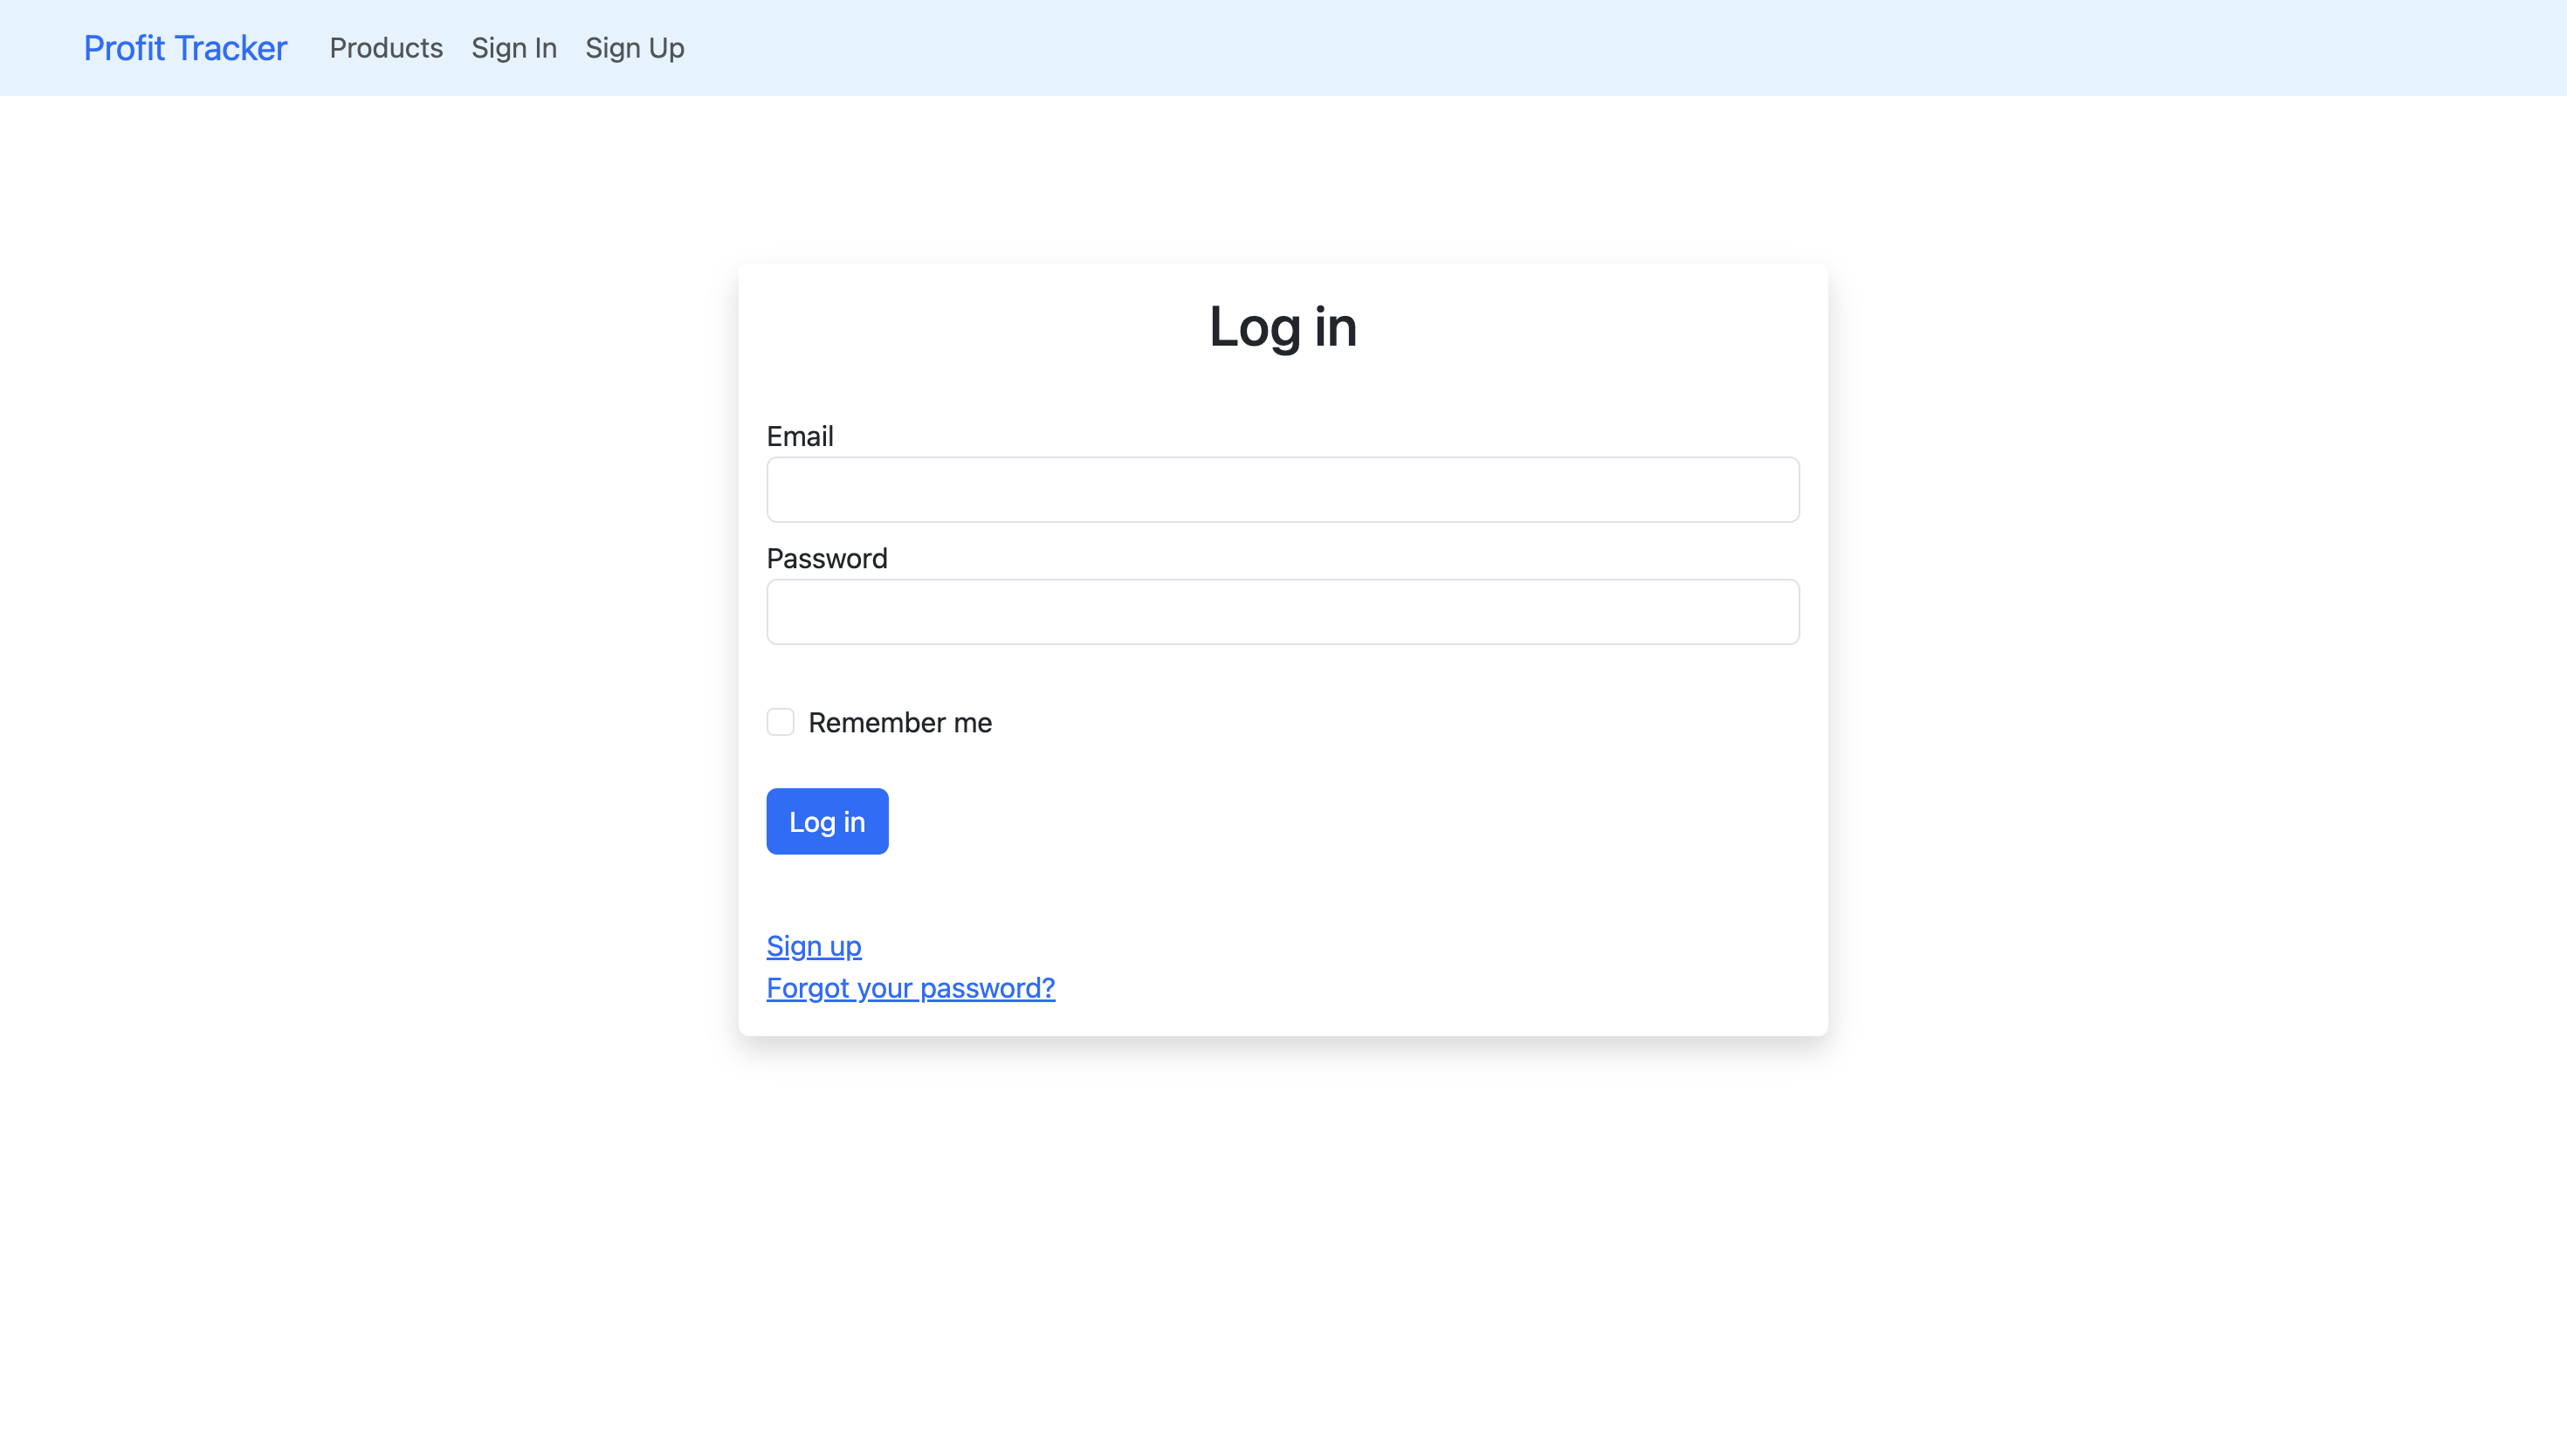 Profit Tracker Products Sign In Sign Up
Log in
Email
Password
Remember me
Log in
Sign up
Forgot your password?